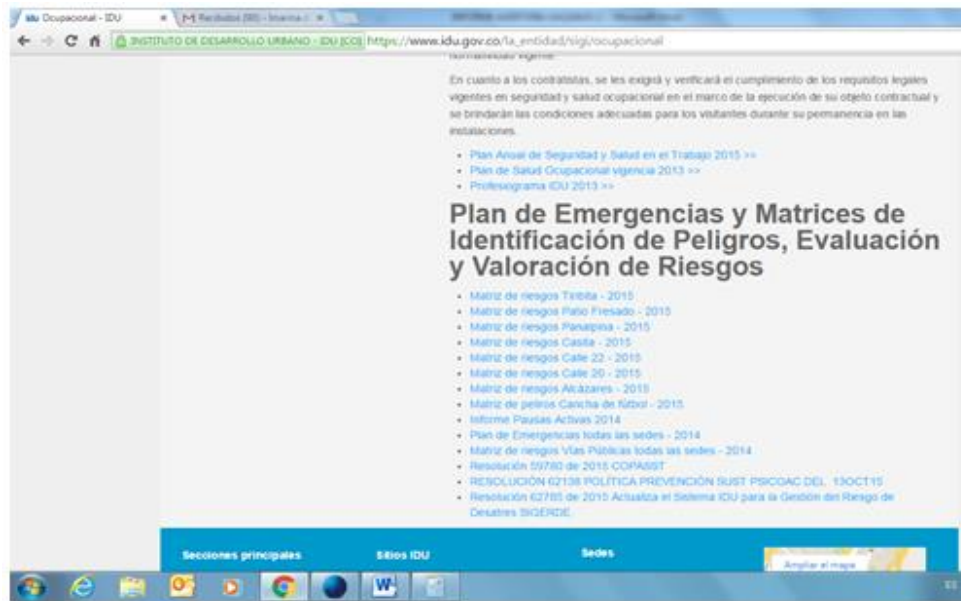 Ocupacional - IDU
INSTITUTO DE DESARROLLO URBANO - IDU [CO] https://www.idu.gov.co/la_entidad/sigi/ocupacional
normatividad vigente.
En cuanto a los contratistas, se les exigirá y verificará el cumplimiento de los requisitos legales
vigentes en seguridad y salud ocupacional en el marco de la ejecución de su objeto contractual y
se brindarán las condiciones adecuadas para los visitantes durante su permanencia en las
instalaciones.
Plan Anual de Seguridad y Salud en el Trabajo 2015 >>
Plan de Salud Ocupacional vigencia 2013 >>
Profesiograma IDU 2013 >>
Plan de Emergencias y Matrices de
Identificación de Peligros, Evaluación
y Valoración de Riesgos
Matriz de riesgos - 2015
Matriz de riesgos Patio Fresado - 2015
Matriz de riesgos Panalpina - 2015
Matriz de riesgos Casita - 2015
Matriz de riesgos Calle 22 - 2015
Matriz de riesgos Calle 20 - 2015
Matriz de riesgos Alcázares - 2015
Matriz de peliros Cancha de fútbol - 2015
Informe Pausas Activas 2014
Plan de Emergencias todas las sedes - 2014
Matriz de riesgos Vías Públicas todas las sedes - 2014
Resolución 59780 de 2015 COPASST
RESOLUCIÓN 62138 POLÍTICA PREVENCIÓN SUST PSICOAC DEL 13OCT15
Resolución 62785 de 2015 Actualiza el Sistema IDU para la Gestión del Riesgo de
Desatres SIGERDE
Secciones principales
Sitios IDU
Sedes
Ampliar el mapa